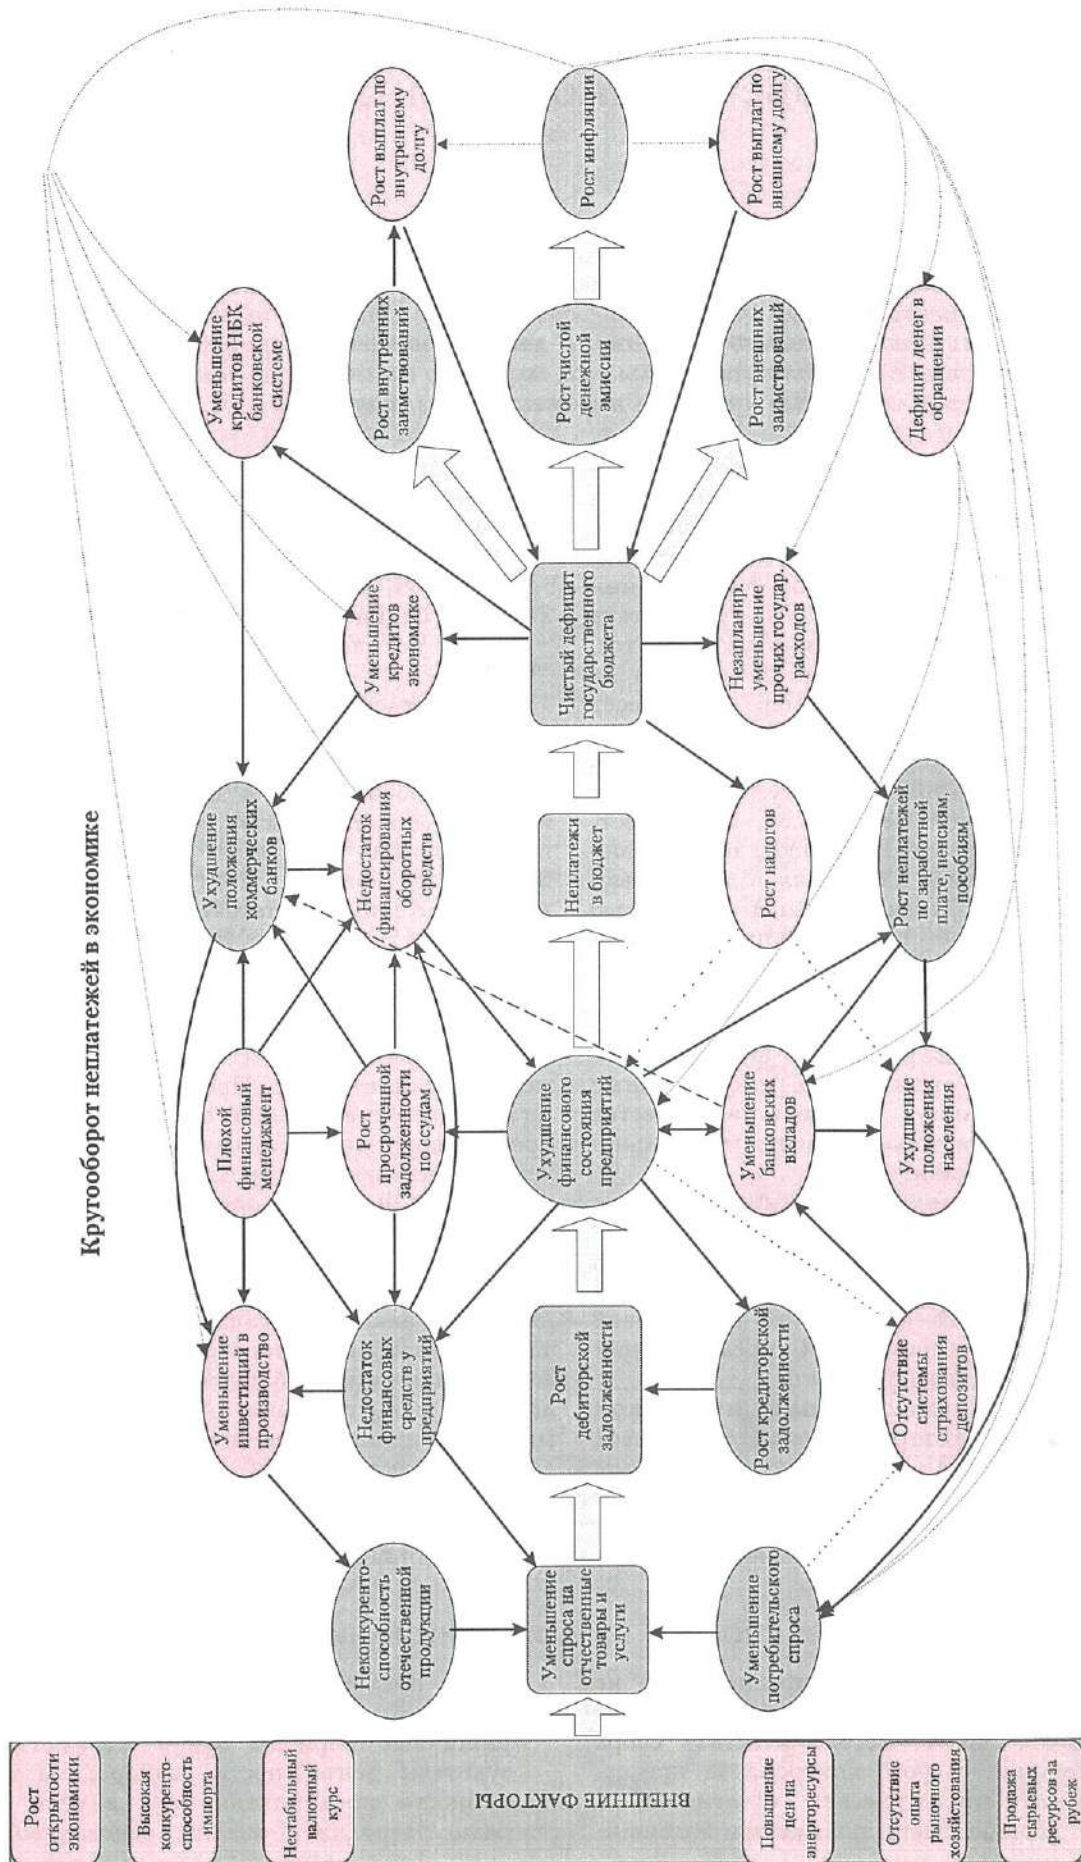 Кругооборот неплатежей в экономике
ВНЕШНИЕ ФАКТОРЫ
Рост
открытости
экономики
Высокая
конкуренто-
способность
импорта
Нестабильный
валютный
курс
Повышение
цен на
энергоресурсы
Отсутствие
опыта
рыночного
хозяйстования
Продажа
сырьевых
ресурсов за
рубеж
Неконкуренто-
способность
отечественной
продукции
Уменьшение
спроса на
отчественные
товары и
услуги
Уменьшение
потребительского
спроса
Уменьшение
инвестиций в
производство
Недостаток
финансовых
средств у
предприятий
Рост
дебиторской
задолженности
Рост кредиторской
задолженности
Отсутствие
системы
страхования
депозитов
Плохой
финансовый
менеджмент
Рост
просроченной
задолженности
по ссудам
Ухудшение
финансового
состояния
предприятий
Уменьшение
банковских
вкладов
Ухудшение
положения
населения
Ухудшение
положения
коммерческих
банков
Недостаток
финансирования
оборотных
средств
Неплатежи
в бюджет
Рост налогов
Рост неплатежей
по заработной
плате, пенсиям,
пособиям
Уменьшение
кредитов
экономике
Чистый дефицит
государственного
бюджета
Незапланир.
уменьшение
прочих государ.
расходов
Уменьшение
кредитов НБК
банковской
системе
Рост внутренних
заимствований
Рост чистой
денежной
эмиссии
Рост внешних
заимствований
Дефицит денег в
обращении
Рост выплат по
внутреннему
долгу
Рост инфляции
Рост выплат по
внешнему долгу